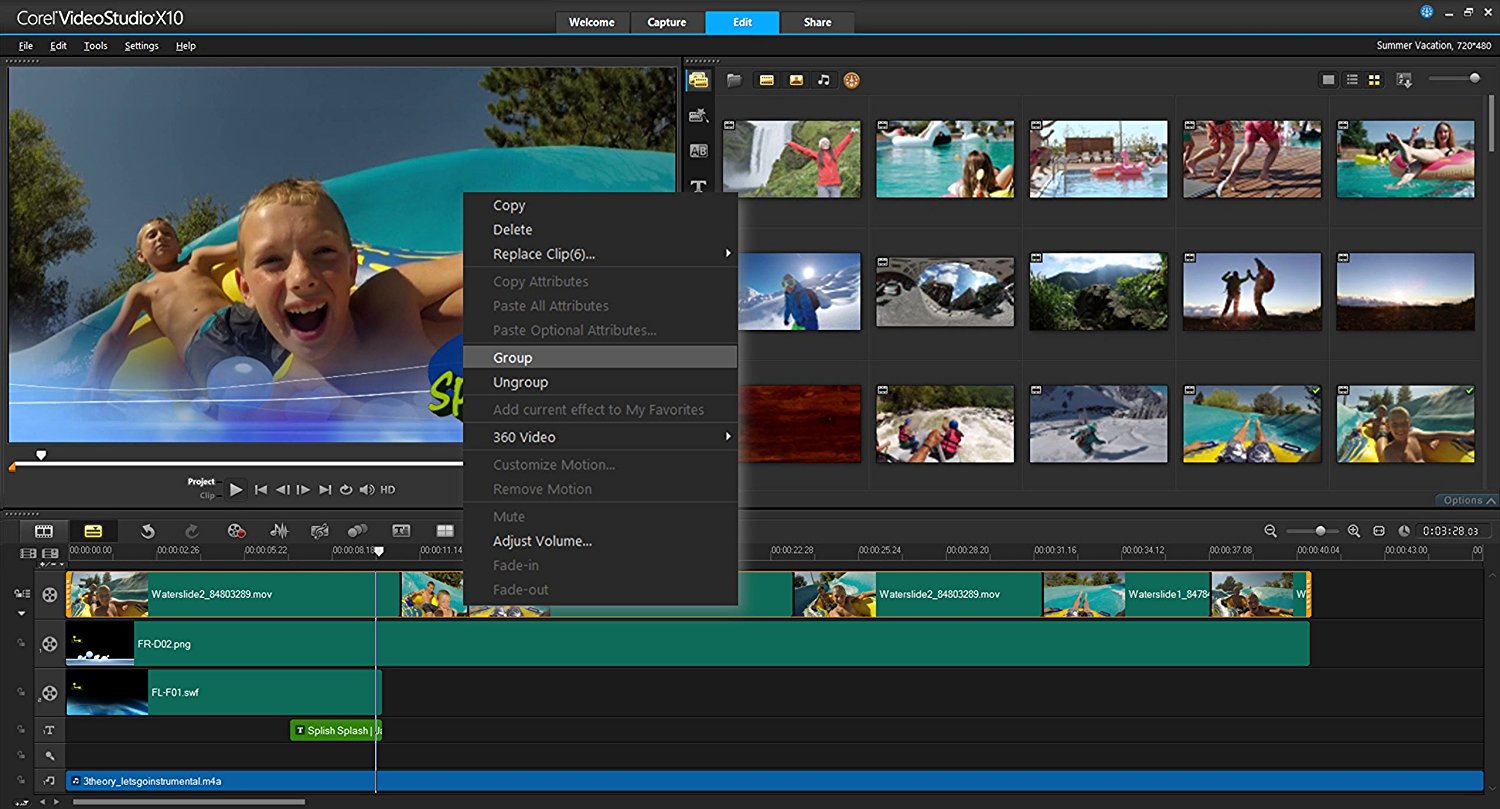 Corel VideoStudio X10
Welcome
Capture
Edit
Share
File
Edit
Tools
Settings
Help
Summer Vacation, 720*480
AB
T
Copy
Delete
Replace Clip(6)...
Copy Attributes
Paste All Attributes
Paste Optional Attributes...
Group
Ungroup
Add current effect to My Favorites
360 Video
Customize Motion...
Remove Motion
Mute
Adjust Volume...
Fade-in
Fade-out
Project
Clip
HD
Options
0:03:28.03
00:00:00.00
00:00:02.26
00:00:05.22
00:00:08.18
00:00:11.14
00:00:22.28
00:00:25.24
00:00:28.20
00:00:31.16
00:00:34.12
00:00:37.08
00:00:40.04
00:00:43.00
Waterslide2_84803289.mov
Waterslide2_84803289.mov
Waterslide1_8478
W
1
FR-D02.png
2
FL-F01.swf
1T
T Splish Splash |
3theory_letsgoinstrumental.m4a